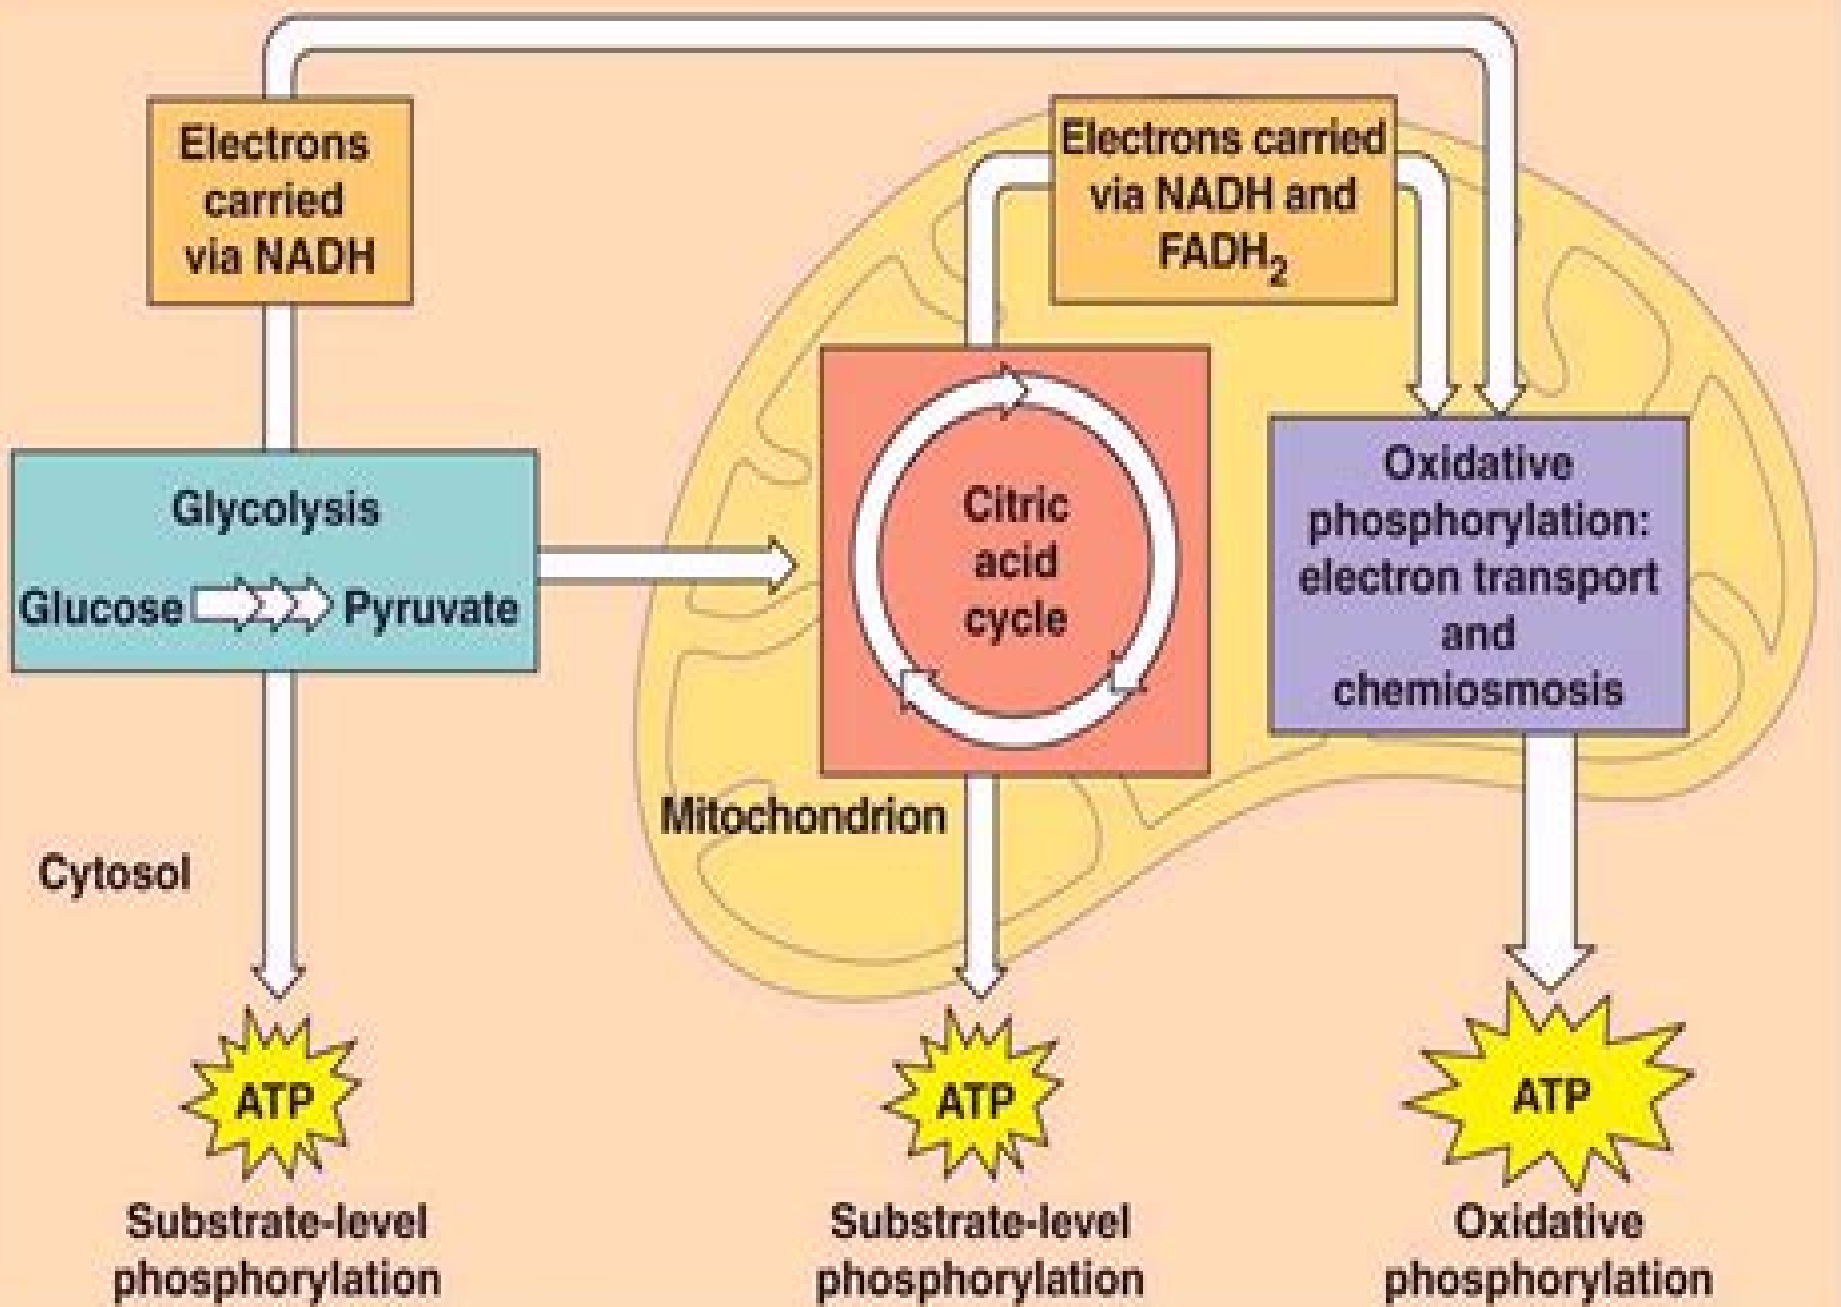 Electrons
carried
via NADH
Electrons carried
via NADH and
FADH₂
Glycolysis
Glucose Pyruvate
Citric
acid
cycle
Oxidative
phosphorylation:
electron transport
and
chemiosmosis
Mitochondrion
Cytosol
ATP
ATP
ATP
Substrate-level
phosphorylation
Substrate-level
phosphorylation
Oxidative
phosphorylation